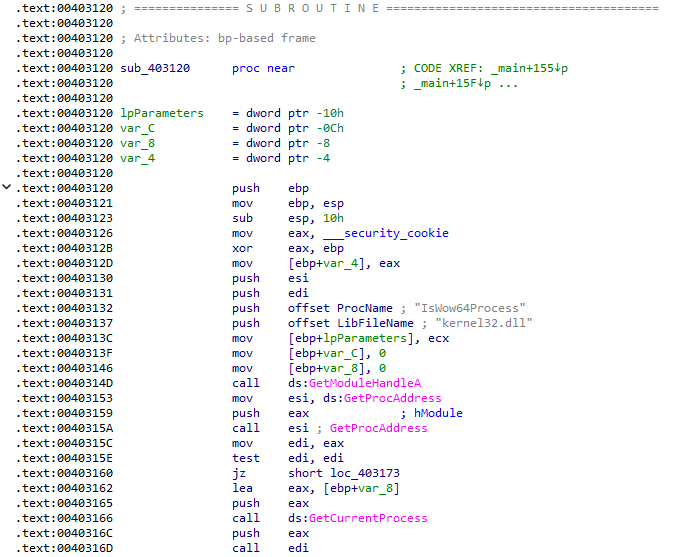 .text:00403120 ; =============== S U B R O U T I N E =======================================
.text:00403120
.text:00403120 ; Attributes: bp-based frame
.text:00403120
.text:00403120 sub_403120 proc near ; CODE XREF: _main+155↓p
.text:00403120 ; _main+15F↓p ...
.text:00403120
.text:00403120 lpParameters = dword ptr -10h
.text:00403120 var_C = dword ptr -0Ch
.text:00403120 var_8 = dword ptr -8
.text:00403120 var_4 = dword ptr -4
.text:00403120
.text:00403120 push ebp
.text:00403121 mov ebp, esp
.text:00403123 sub esp, 10h
.text:00403126 mov eax, ___security_cookie
.text:0040312B xor eax, ebp
.text:0040312D mov [ebp+var_4], eax
.text:00403130 push esi
.text:00403131 push edi
.text:00403132 push offset ProcName ; "IsWow64Process"
.text:00403137 push offset LibFileName ; "kernel32.dll"
.text:0040313C mov [ebp+lpParameters], ecx
.text:0040313F mov [ebp+var_C], 0
.text:00403146 mov [ebp+var_8], 0
.text:0040314D call ds:GetModuleHandleA
.text:00403153 mov esi, ds:GetProcAddress
.text:00403159 push eax ; hModule
.text:0040315A call esi ; GetProcAddress
.text:0040315C mov edi, eax
.text:0040315E test edi, edi
.text:00403160 jz short loc_403173
.text:00403162 lea eax, [ebp+var_8]
.text:00403165 push eax
.text:00403166 call ds:GetCurrentProcess
.text:0040316C push eax
.text:0040316D call edi